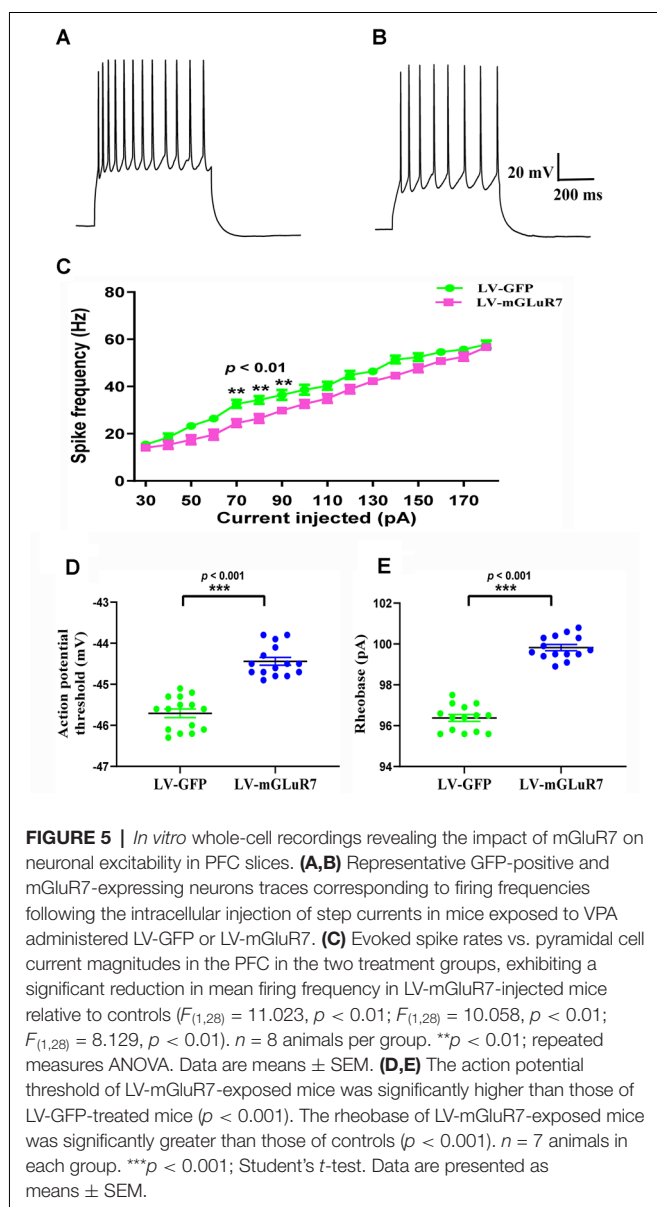 A
B
20 mV
200 ms
C
LV-GFP
LV-mGLuR7
Spike frequency (Hz)
80
60
40
20
0
p < 0.01
** ** **
30 50 70 90 110 130 150 170
Current injected (pA)
D
p < 0.001
***
Action potential
threshold (mV)
-43
-44
-45
-46
-47
LV-GFP LV-mGLuR7
E
p < 0.001
***
Rheobase (pA)
102
100
98
96
94
LV-GFP LV-mGLuR7
FIGURE 5 | In vitro whole-cell recordings revealing the impact of mGluR7 on
neuronal excitability in PFC slices. (A,B) Representative GFP-positive and
mGluR7-expressing neurons traces corresponding to firing frequencies
following the intracellular injection of step currents in mice exposed to VPA
administered LV-GFP or LV-mGluR7. (C) Evoked spike rates vs. pyramidal cell
current magnitudes in the PFC in the two treatment groups, exhibiting a
significant reduction in mean firing frequency in LV-mGluR7-injected mice
relative to controls (F(1,28) = 11.023, p < 0.01; F(1,28) = 10.058, p < 0.01;
F(1,28) = 8.129, p < 0.01). n = 8 animals per group. **p < 0.01; repeated
measures ANOVA. Data are means ± SEM. (D,E) The action potential
threshold of LV-mGluR7-exposed mice was significantly higher than those of
LV-GFP-treated mice (p < 0.001). The rheobase of LV-mGluR7-exposed mice
was significantly greater than those of controls (p < 0.001). n = 7 animals in
each group. ***p < 0.001; Student's t-test. Data are presented as
means ± SEM.